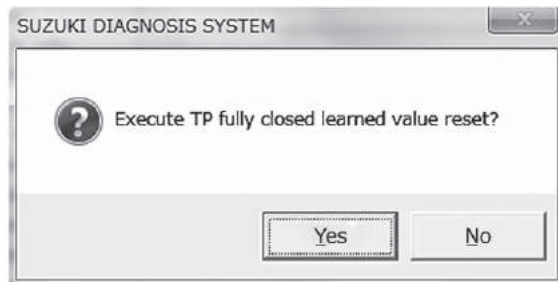 SUZUKI DIAGNOSIS SYSTEM
Execute TP fully closed learned value reset?
Yes
No